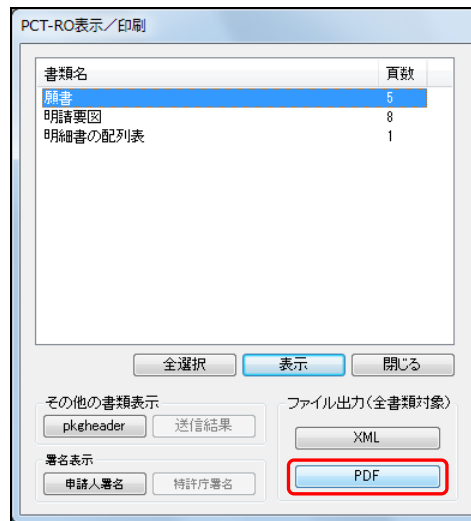 PCT-RO表示／印刷
書類名 頁数
願書 5
明請要図 8
明細書の配列表 1
全選択 表示 閉じる
その他の書類表示 ファイル出力(全書類対象)
pkgheader 送信結果 XML
署名表示
申請人署名 特許庁署名 PDF